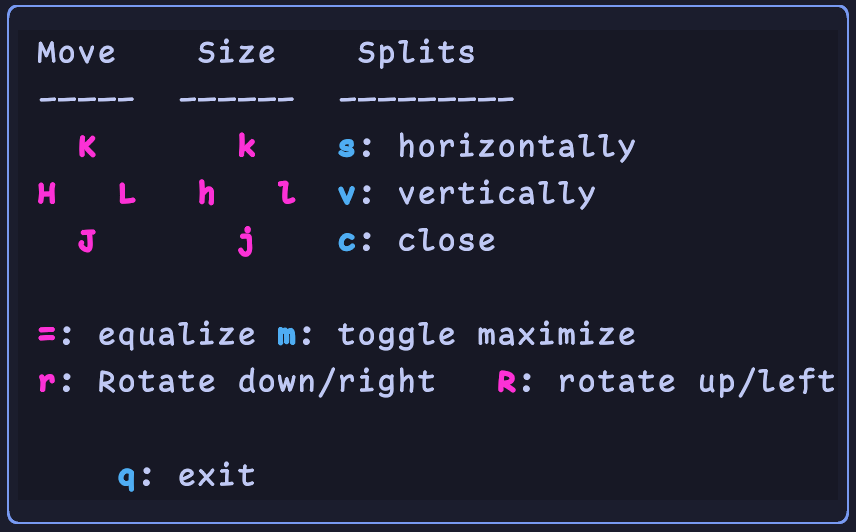 Move    Size    Splits
-----  ------  ---------
  K       k    s: horizontally
H   L   h   l  v: vertically
  J       j    c: close
=: equalize m: toggle maximize
r: Rotate down/right   R: rotate up/left
    q: exit